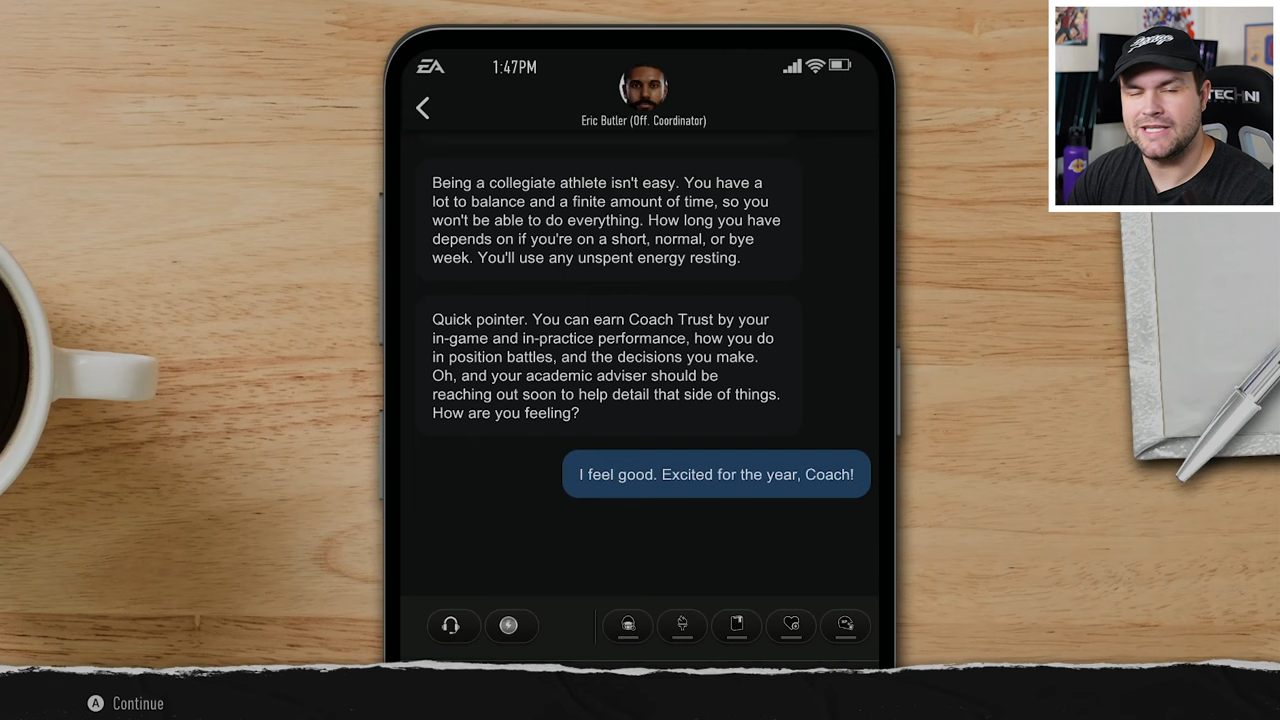 EA
1:47PM
Eric Butler (Off. Coordinator)
Being a collegiate athlete isn't easy. You have a
lot to balance and a finite amount of time, so you
won't be able to do everything. How long you have
depends on if you're on a short, normal, or bye
week. You'll use any unspent energy resting.
Quick pointer. You can earn Coach Trust by your
in-game and in-practice performance, how you do
in position battles, and the decisions you make.
Oh, and your academic adviser should be
reaching out soon to help detail that side of things.
How are you feeling?
I feel good. Excited for the year, Coach!
A Continue
TECHNI